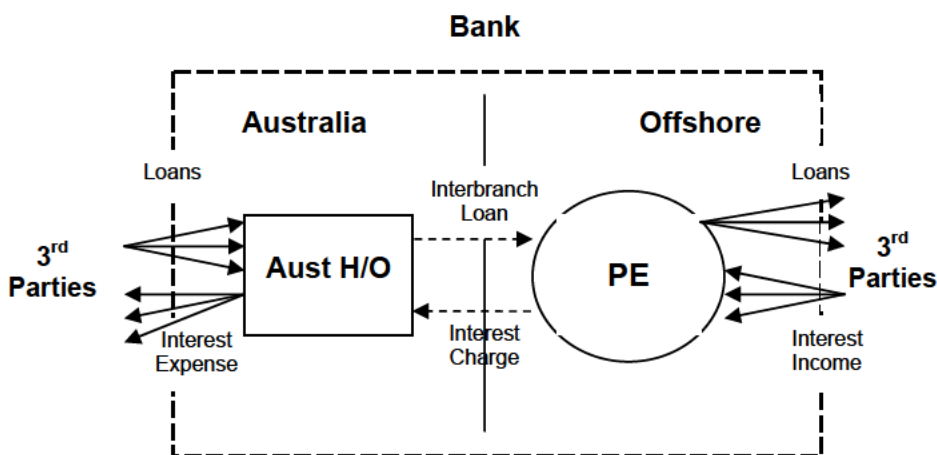 Bank
Australia
Offshore
Loans
Interbranch
Loan
Loans
3rd
Parties
Aust H/O
PE
3rd
Parties
Interest
Expense
Interest
Charge
Interest
Income